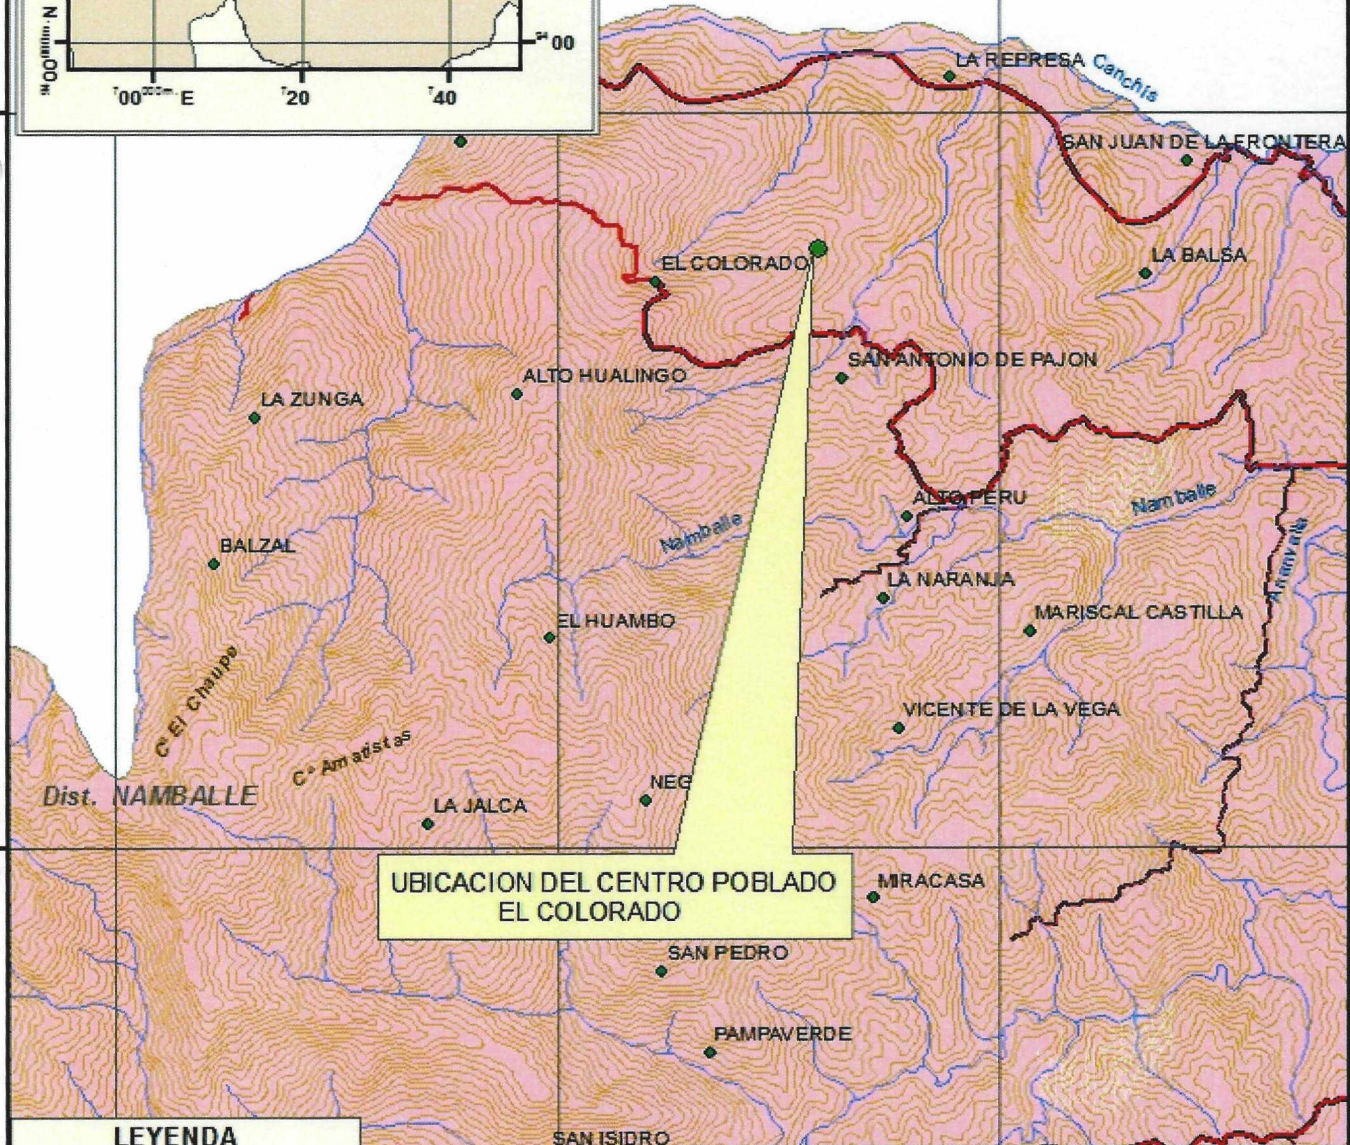 00
00 E
20
40
LA REPRESA
Canchis
SAN JUAN DE LA FRONTERA
EL COLORADO
LA BALSA
SAN ANTONIO DE PAJON
ALTO HUALINGO
LA ZUNGA
ALTO PERU
Namballe
Namballe
BALZAL
LA NARANJA
MARISCAL CASTILLA
EL HUAMBO
C° El Chaupe
VICENTE DE LA VEGA
C° Amatistas
NEG
Dist. NAMBALLE
LA JALCA
UBICACION DEL CENTRO POBLADO
EL COLORADO
MIRACASA
SAN PEDRO
PAMPAVERDE
LEYENDA
SAN ISIDRO